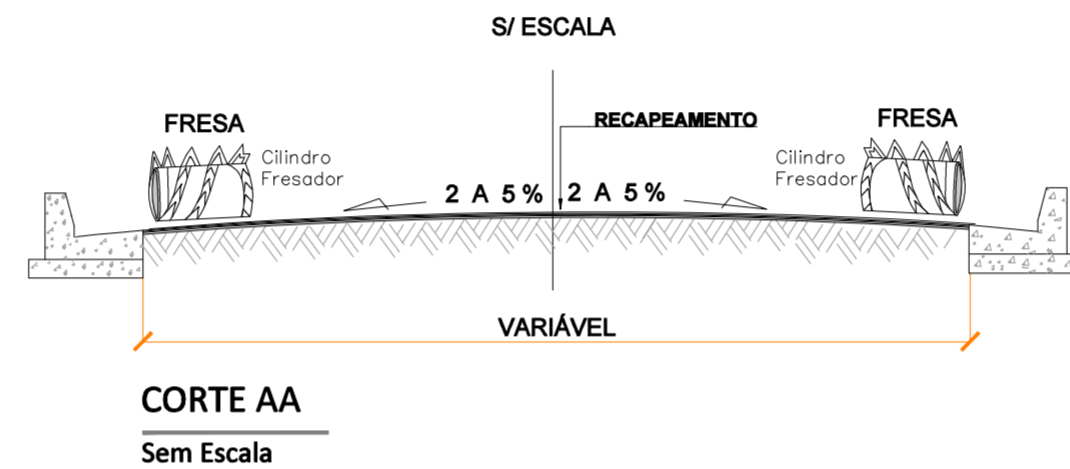 S/ ESCALA
FRESA
RECAPEAMENTO
FRESA
Cilindro
Fresador
Cilindro
Fresador
2 A 5%
2 A 5%
VARIÁVEL
CORTE AA
Sem Escala